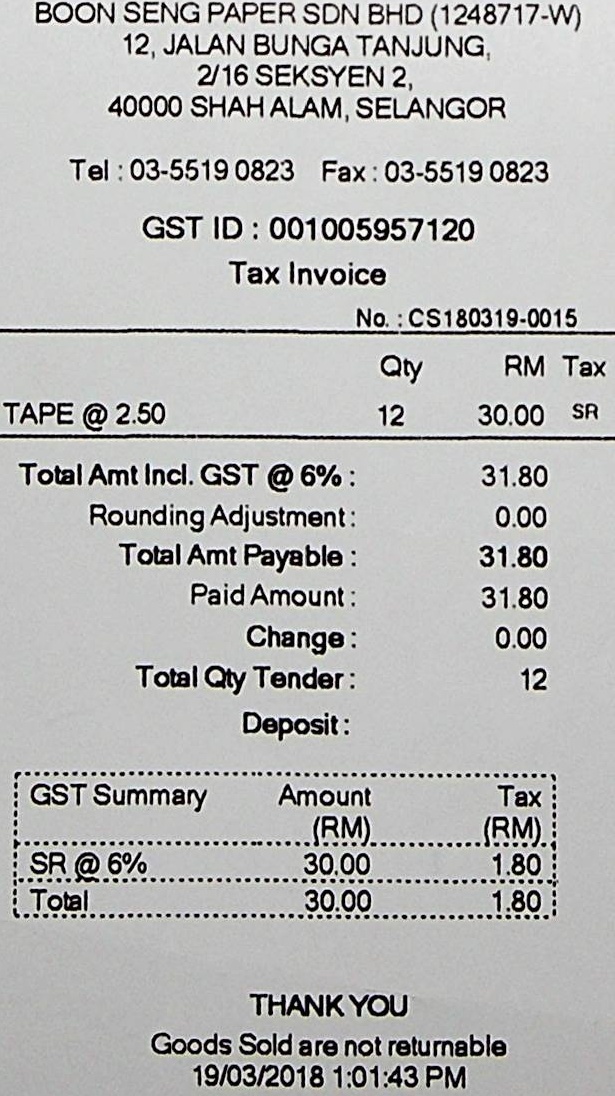 BOON SENG PAPER SDN BHD (1248717-W)
12, JALAN BUNGA TANJUNG,
2/16 SEKSYEN 2,
40000 SHAH ALAM, SELANGOR
Tel : 03-5519 0823 Fax : 03-5519 0823
GST ID : 001005957120
Tax Invoice
No. : CS180319-0015
Qty RM Tax
TAPE @ 2.50 12 30.00 SR
Total Amt Incl. GST @ 6% : 31.80
Rounding Adjustment : 0.00
Total Amt Payable : 31.80
Paid Amount : 31.80
Change : 0.00
Total Qty Tender : 12
Deposit :
GST Summary Amount Tax
(RM) (RM)
SR @ 6% 30.00 1.80
Total 30.00 1.80
THANK YOU
Goods Sold are not returnable
19/03/2018 1:01:43 PM